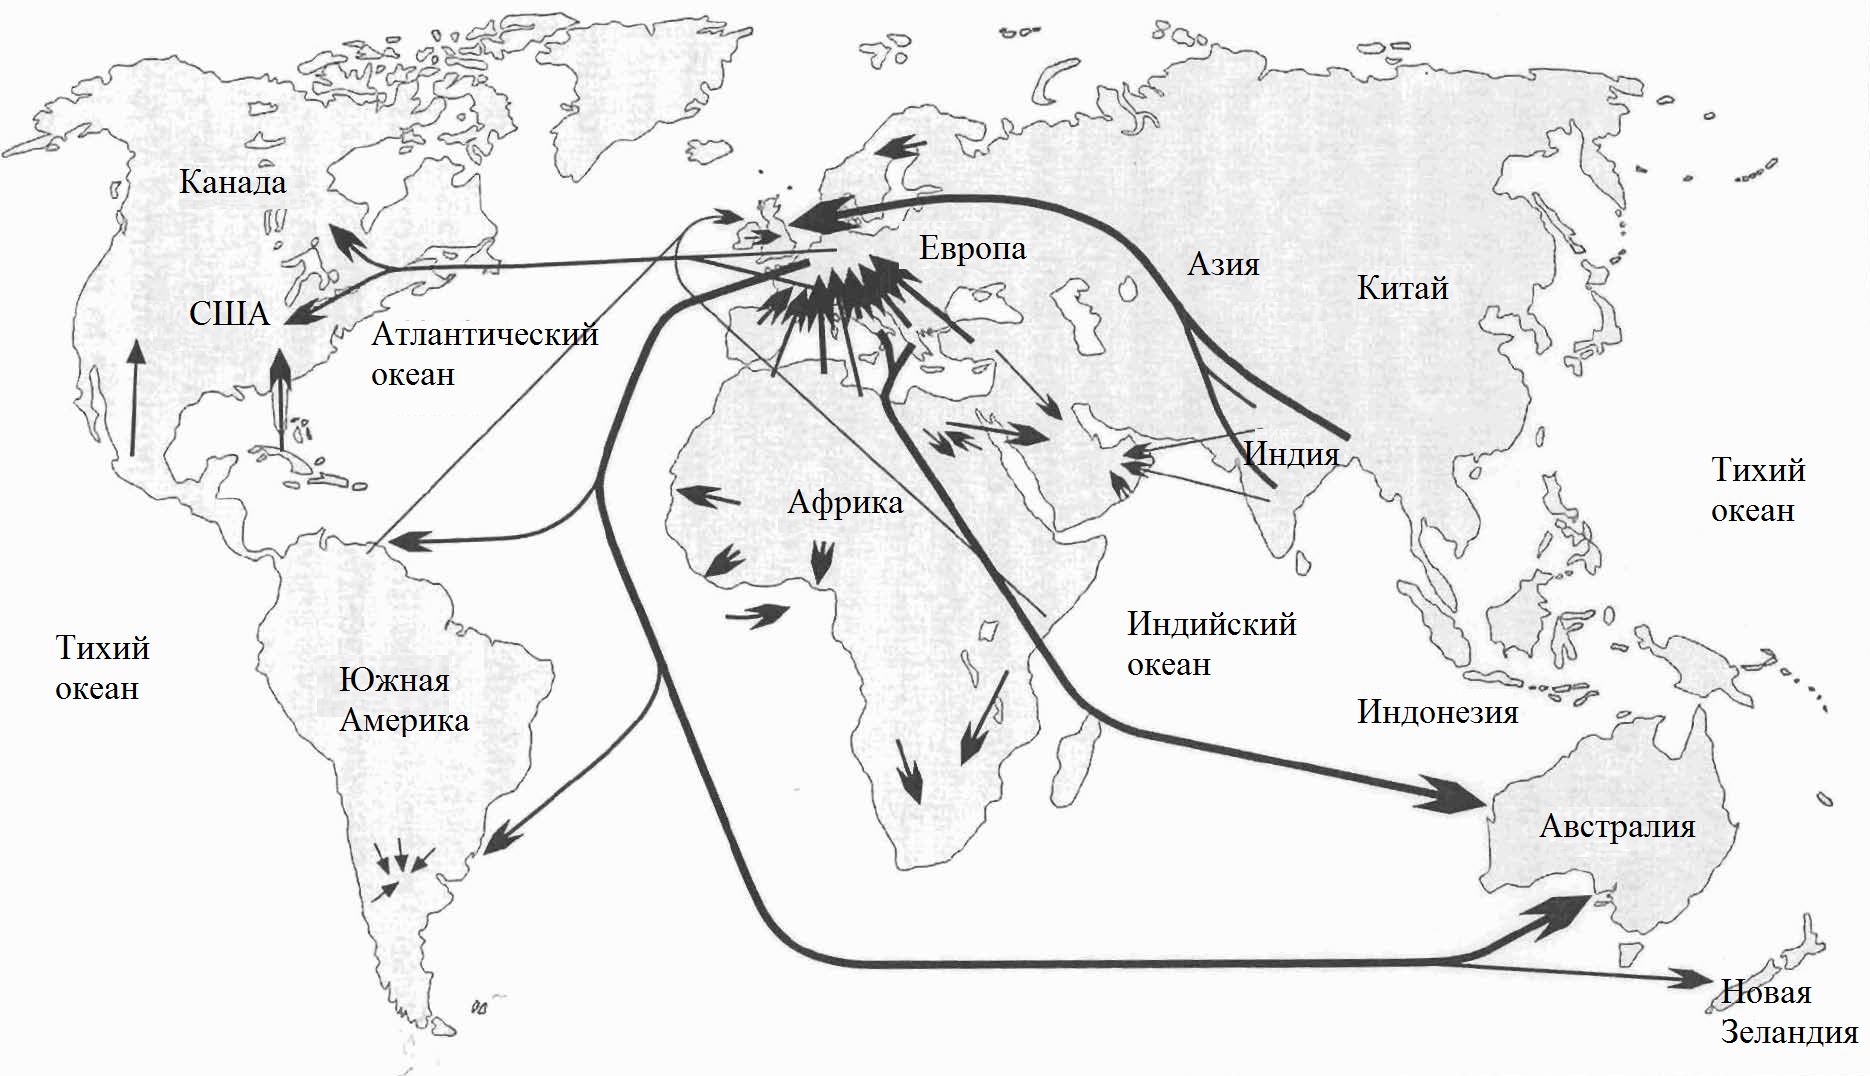 Канада
Европа
Азия
Китай
США
Атлантический
океан
Индия
Тихий
океан
Африка
Индийский
океан
Тихий
океан
Южная
Америка
Индонезия
Австралия
Новая
Зеландия